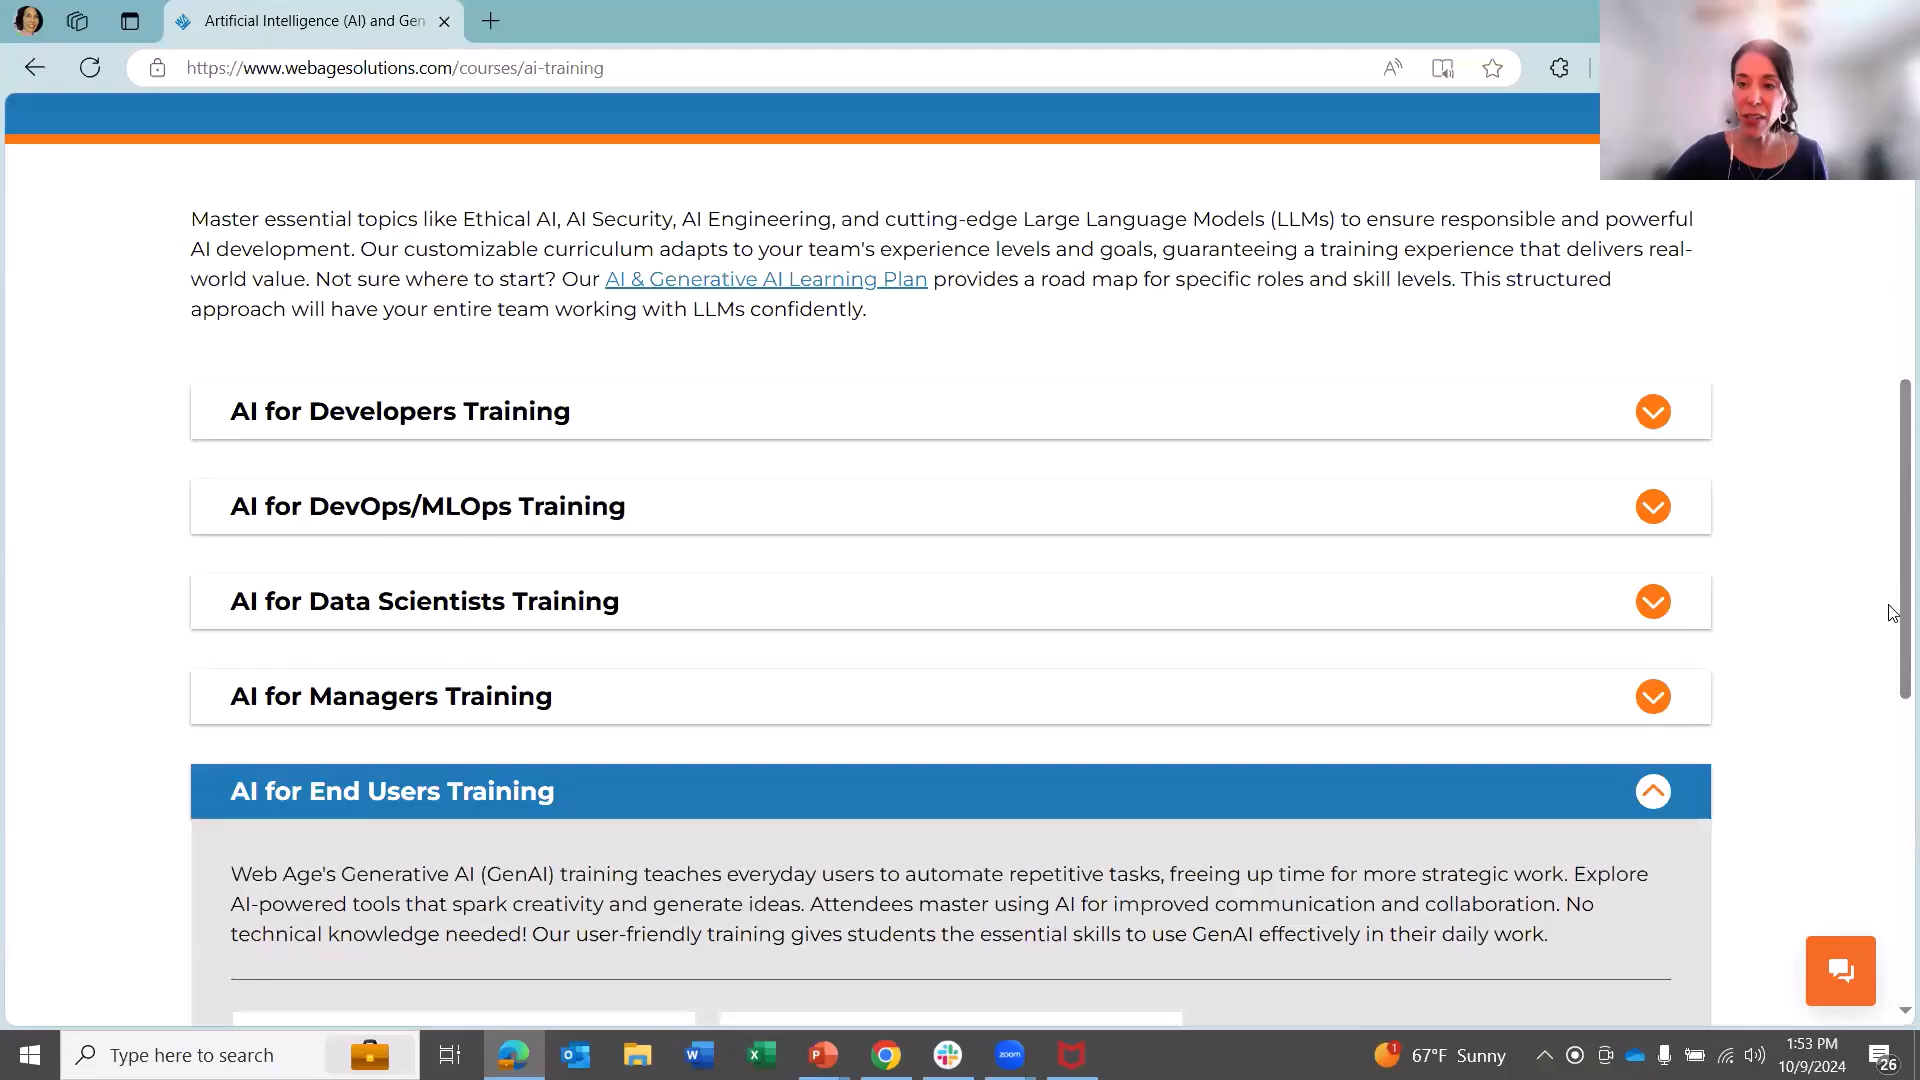 Artificial Intelligence (AI) and Gen
https://www.webagesolutions.com/courses/ai-training
Master essential topics like Ethical AI, AI Security, AI Engineering, and cutting-edge Large Language Models (LLMs) to ensure responsible and powerful
AI development. Our customizable curriculum adapts to your team's experience levels and goals, guaranteeing a training experience that delivers real-
world value. Not sure where to start? Our AI & Generative AI Learning Plan provides a road map for specific roles and skill levels. This structured
approach will have your entire team working with LLMs confidently.
AI for Developers Training
AI for DevOps/MLOps Training
AI for Data Scientists Training
AI for Managers Training
AI for End Users Training
Web Age's Generative AI (GenAI) training teaches everyday users to automate repetitive tasks, freeing up time for more strategic work. Explore
AI-powered tools that spark creativity and generate ideas. Attendees master using AI for improved communication and collaboration. No
technical knowledge needed! Our user-friendly training gives students the essential skills to use GenAI effectively in their daily work.
Type here to search
zoom
1
67°F Sunny
1:53 PM
10/9/2024
26